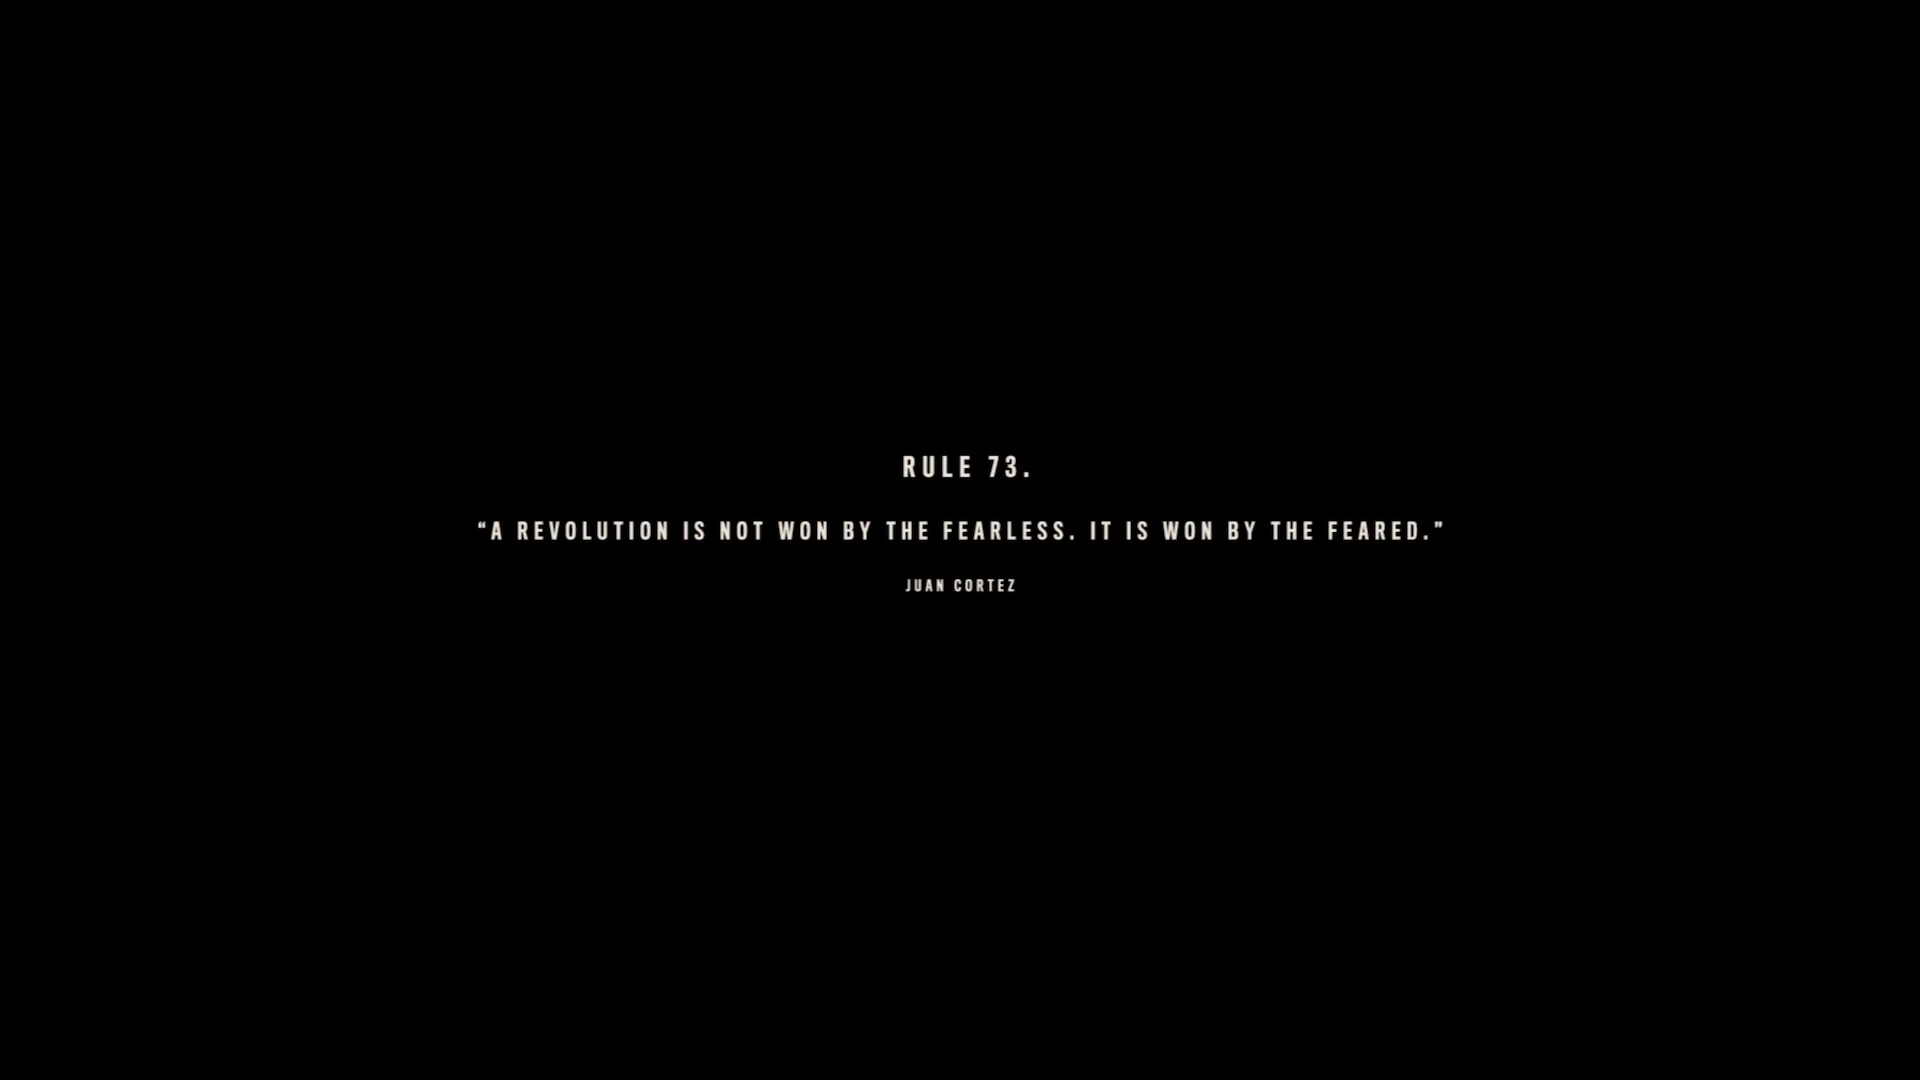 RULE 73.
“A REVOLUTION IS NOT WON BY THE FEARLESS. IT IS WON BY THE FEARED.”
JUAN CORTEZ